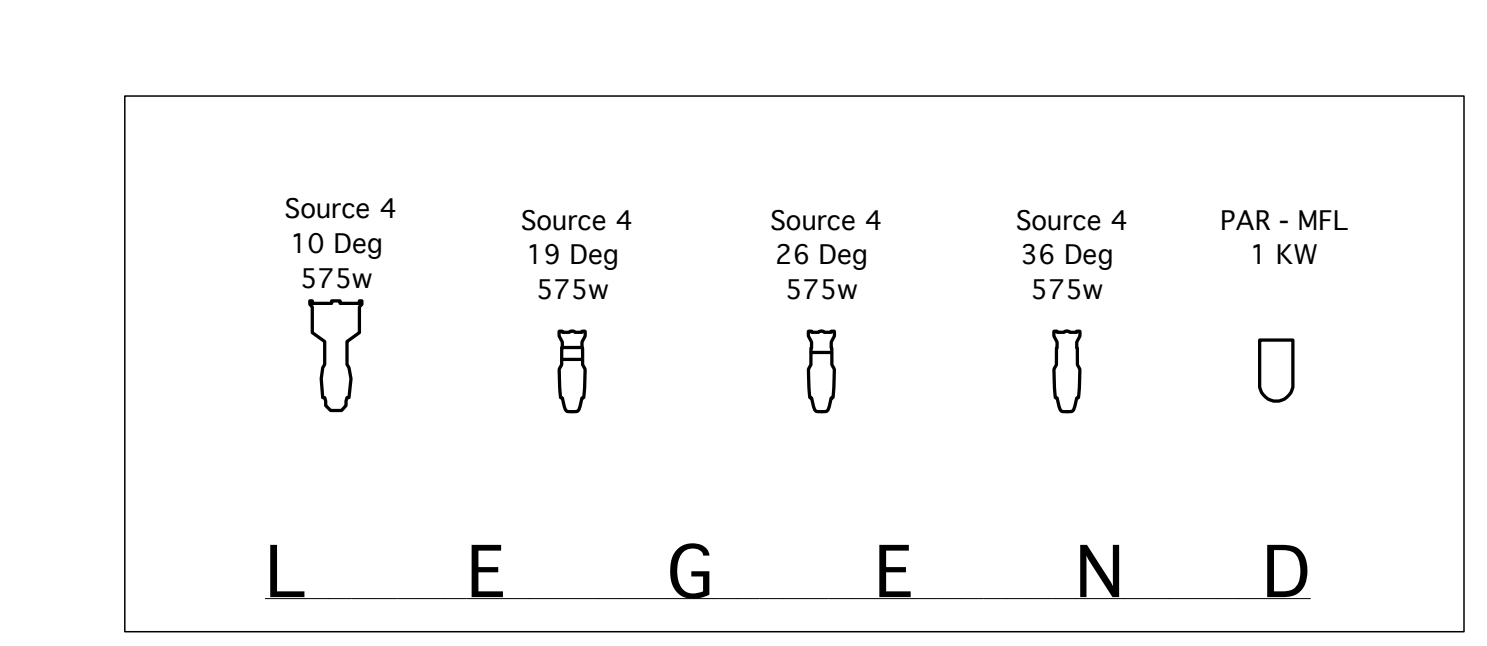 Source 4
10 Deg
575w
Source 4
19 Deg
575w
Source 4
26 Deg
575w
Source 4
36 Deg
575w
PAR - MFL
1 KW
L E G E N D